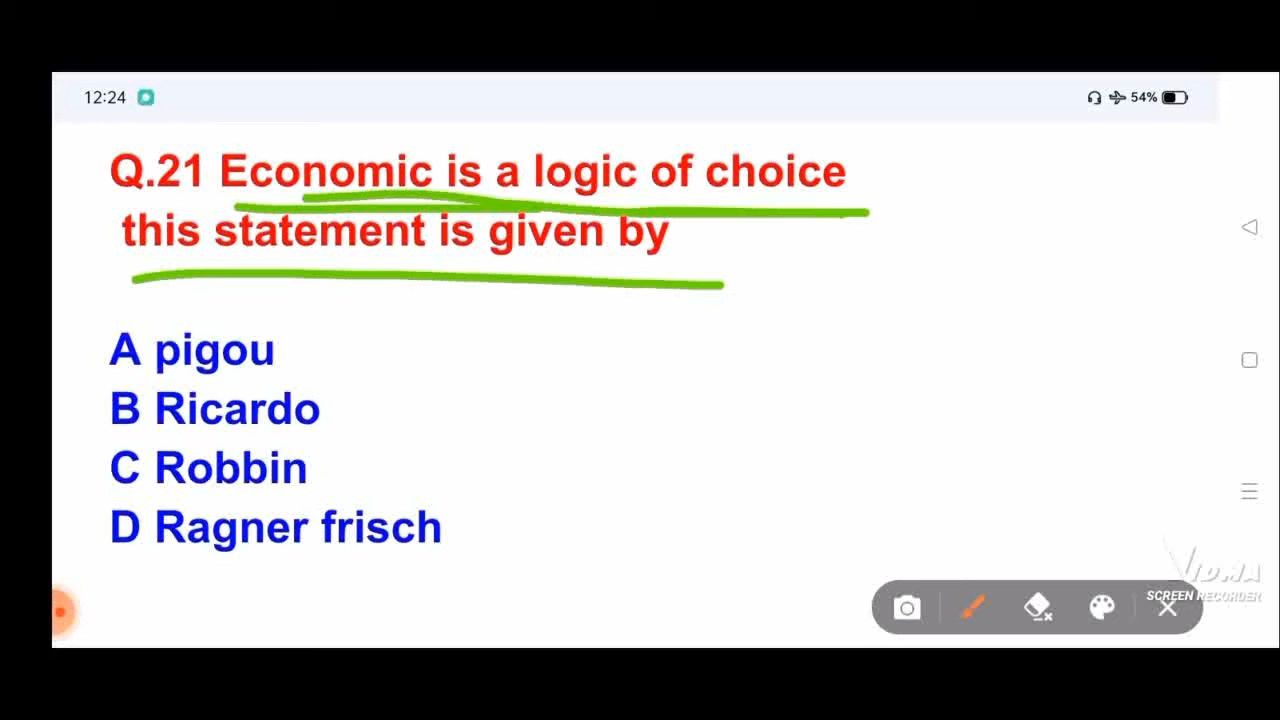 12:24
54%
Q.21 Economic is a logic of choice
this statement is given by
A pigou
B Ricardo
C Robbin
D Ragner frisch
VIDMA
SCREEN RECORDER